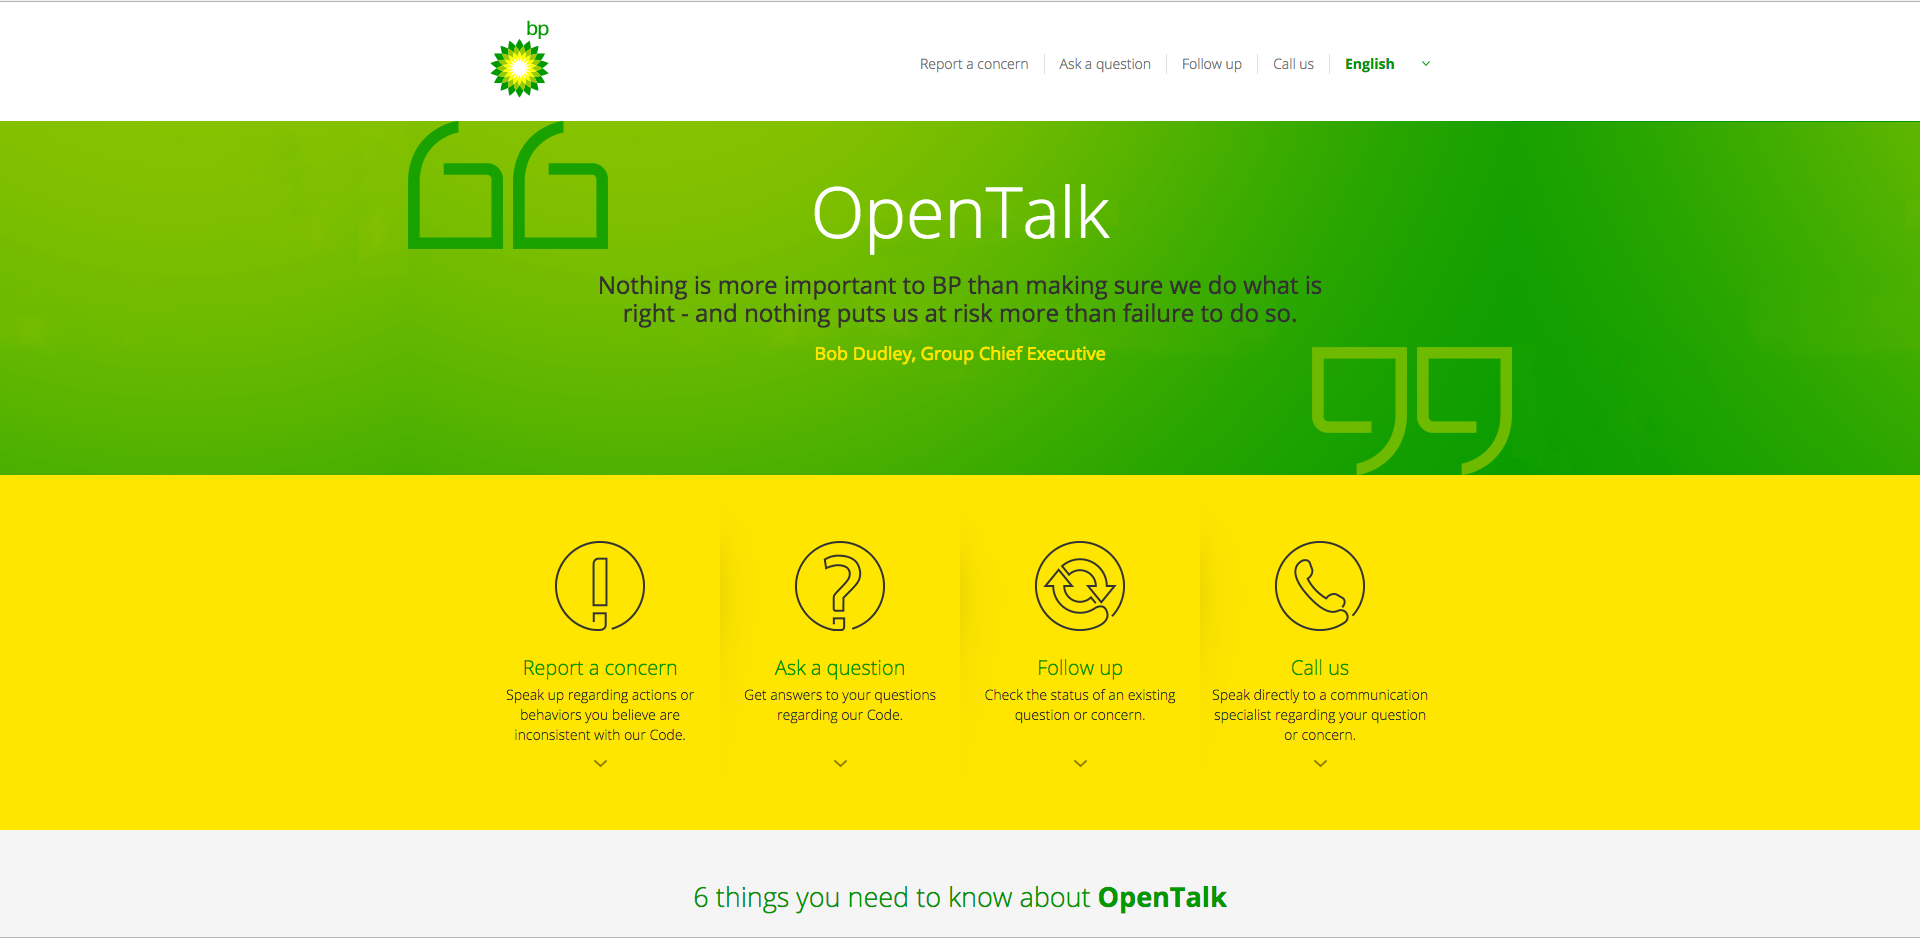 bp
Report a concern
Ask a question
Follow up
Call us
English
OpenTalk
Nothing is more important to BP than making sure we do what is
right - and nothing puts us at risk more than failure to do so.
Bob Dudley, Group Chief Executive
Report a concern
Speak up regarding actions or
behaviors you believe are
inconsistent with our Code.
Ask a question
Get answers to your questions
regarding our Code.
Follow up
Check the status of an existing
question or concern.
Call us
Speak directly to a communication
specialist regarding your question
or concern.
6 things you need to know about OpenTalk